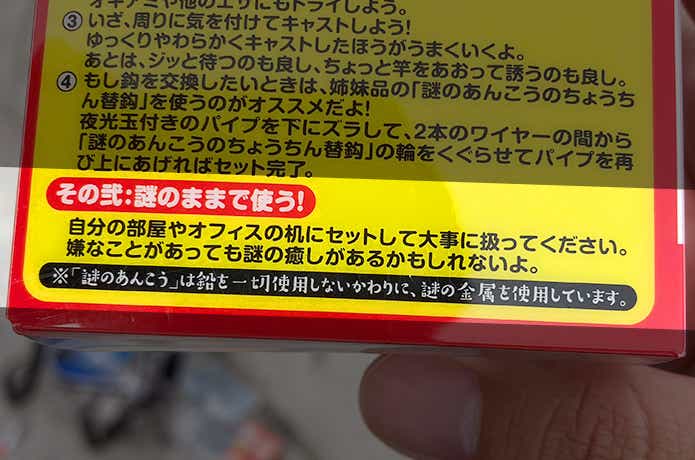 オキアミや他のエサにもトライしよう。
③ いざ、周りに気を付けてキャストしよう!
ゆっくりやわらかくキャストしたほうがうまくいくよ。
あとは、ジッと待つのも良し、ちょっと竿をあおって誘うのも良し。
④ もし鈎を交換したいときは、姉妹品の「謎のあんこうのちょうち
ん替鈎」を使うのがオススメだよ!
夜光玉付きのパイプを下にズラして、2本のワイヤーの間から
「謎のあんこうのちょうちん替鈎」の輪をくぐらせてパイプを再
び上にあげればセット完了。
その弐:謎のままで使う!
自分の部屋やオフィスの机にセットして大事に扱ってください。
嫌なことがあっても謎の癒しがあるかもしれないよ。
※「謎のあんこう」は鉛を一切使用しないかわりに、謎の金属を使用しています。